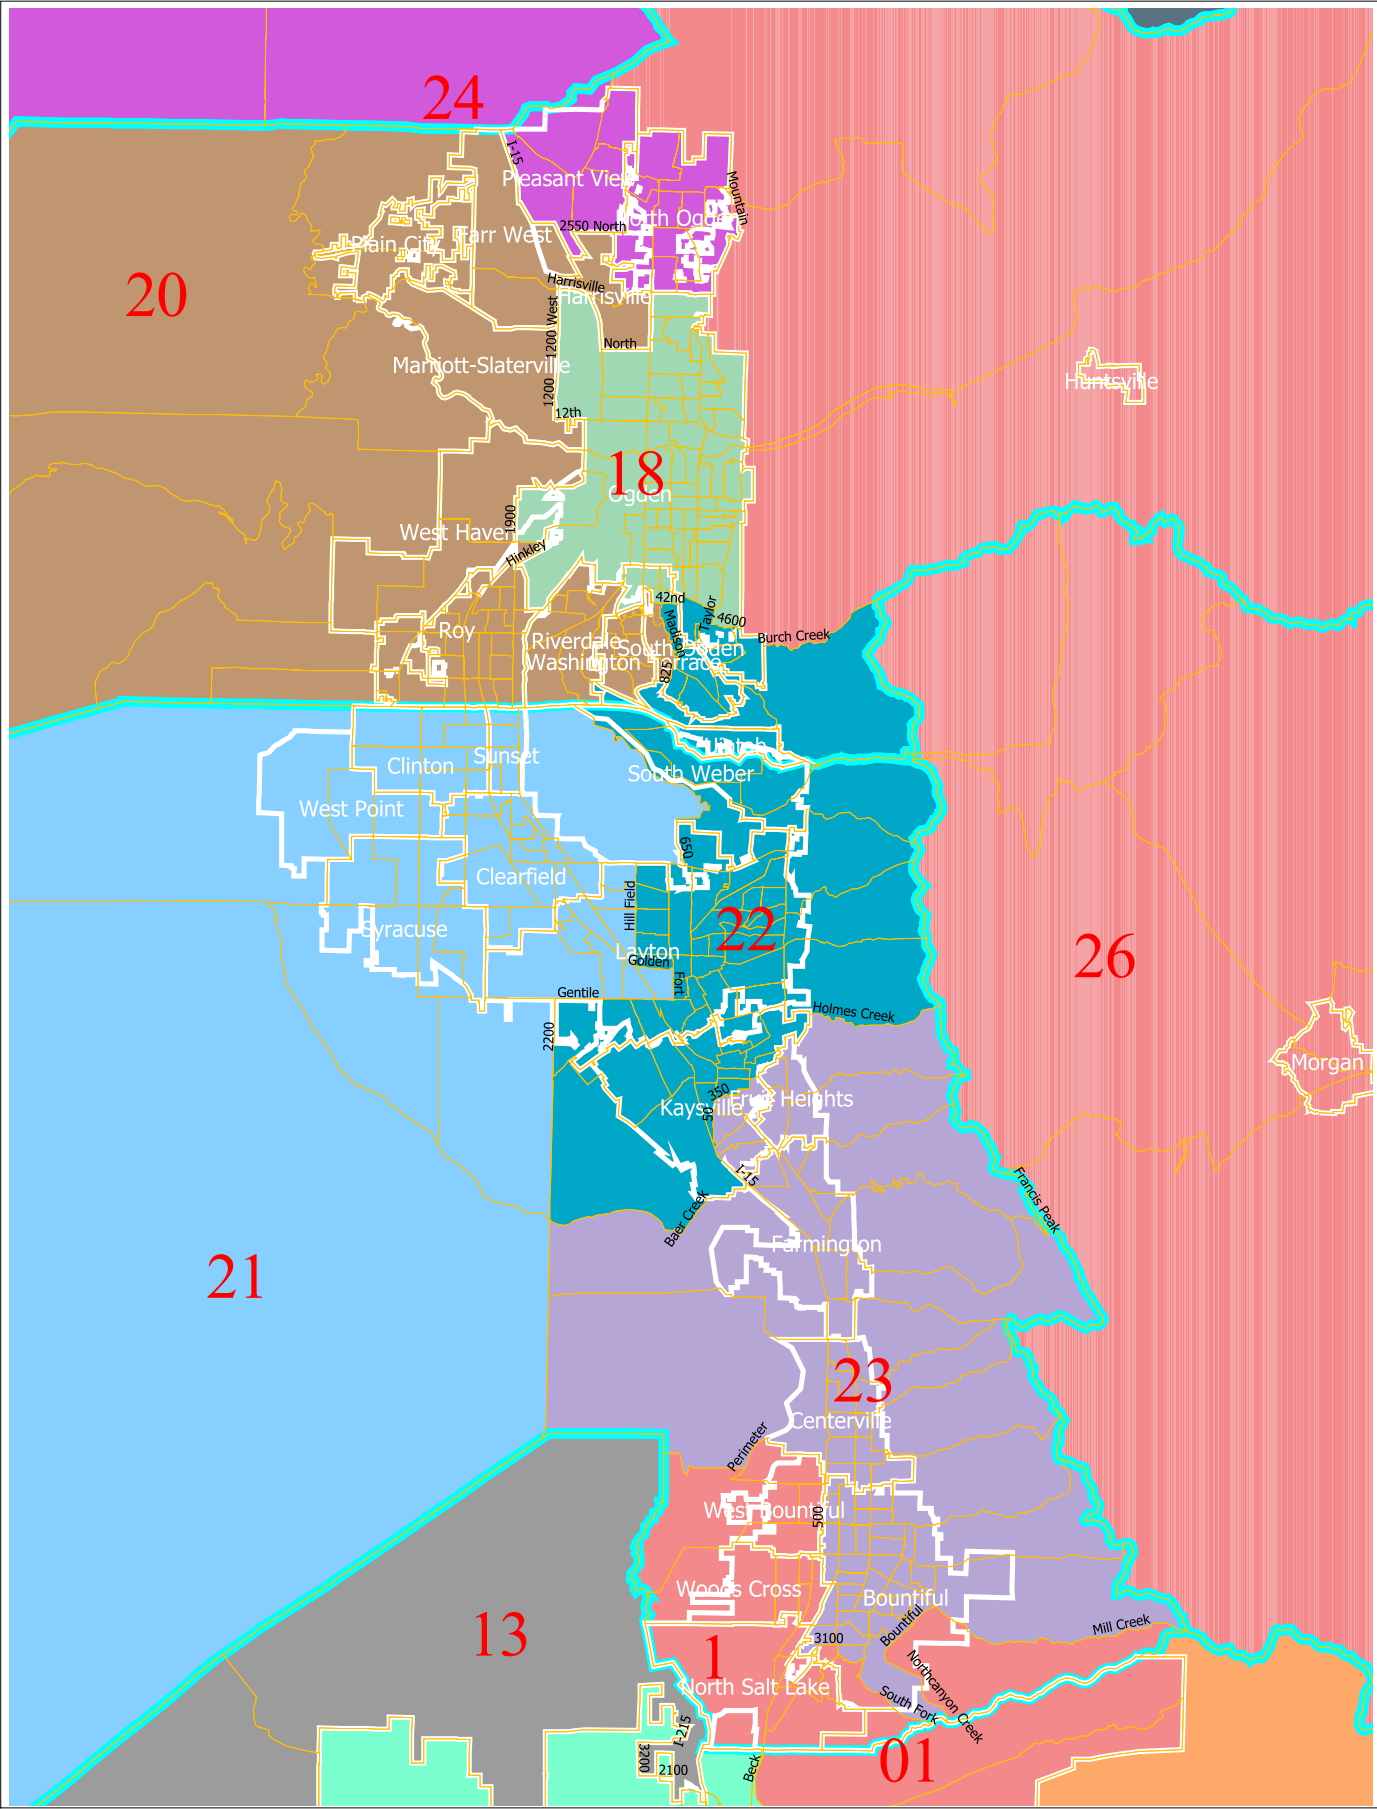 24
I-15
Pleasant View
Mountain
North Ogden
2550 North
Farr West
Plain City
20
Harrisville
Harrisville
1200 West
North
Marriott-Slaterville
Huntsville
1200
12th
18
Ogden
1900
West Haven
Hinkley
42nd
Taylor
4600
Madison
Burch Creek
Roy
Riverdale
South Ogden
Washington Terrace
825
Uintah
Sunset
Clinton
South Weber
West Point
650
Clearfield
Hill Field
22
Syracuse
26
Layton
Golden
Fort
Gentile
Holmes Creek
2200
Morgan
350
Fruit Heights
Kaysville
50
I-15
Francis Peak
Baer Creek
Farmington
21
23
Centerville
Perimeter
West Bountiful
500
Woods Cross
Bountiful
Bountiful
Mill Creek
13
3100
1
Northcanyon Creek
North Salt Lake
South Fork
I-215
3200
2100
Beck
01